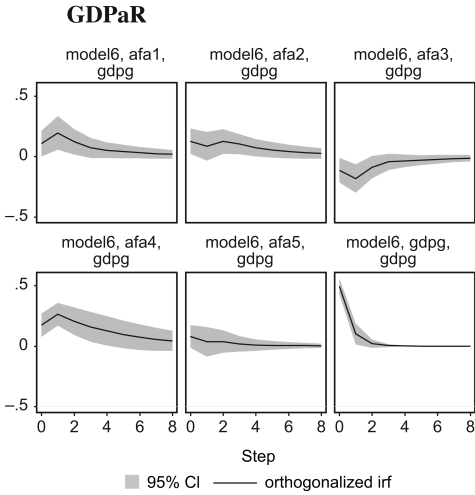 GDPaR
model6, afa1,
gdpg
model6, afa2,
gdpg
model6, afa3,
gdpg
.5
0
–.5
model6, afa4,
gdpg
model6, afa5,
gdpg
model6, gdpg,
gdpg
.5
0
–.5
0 2 4 6 8 0 2 4 6 8 0 2 4 6 8
Step
95% CI orthogonalized irf